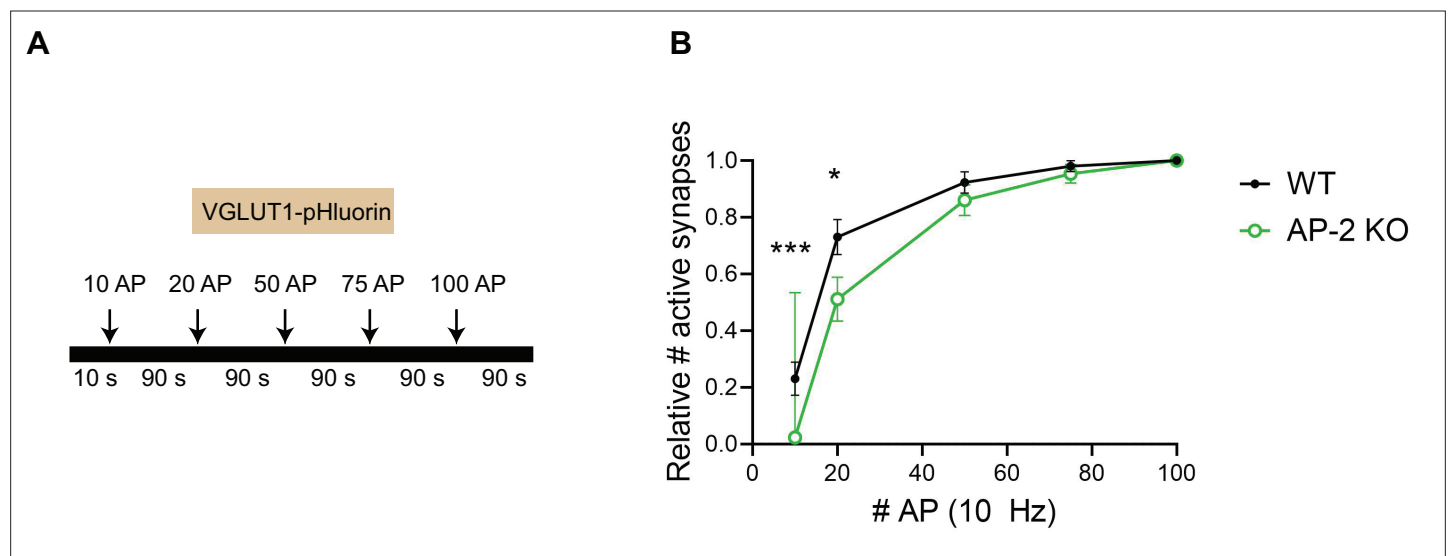 A
B
VGLUT1-pHluorin
10 AP 20 AP 50 AP 75 AP 100 AP
10 s 90 s 90 s 90 s 90 s 90 s
Relative # active synapses
1.0
0.8
0.6
0.4
0.2
0.0
*
***
0 20 40 60 80 100
# AP (10 Hz)
WT
AP-2 KO